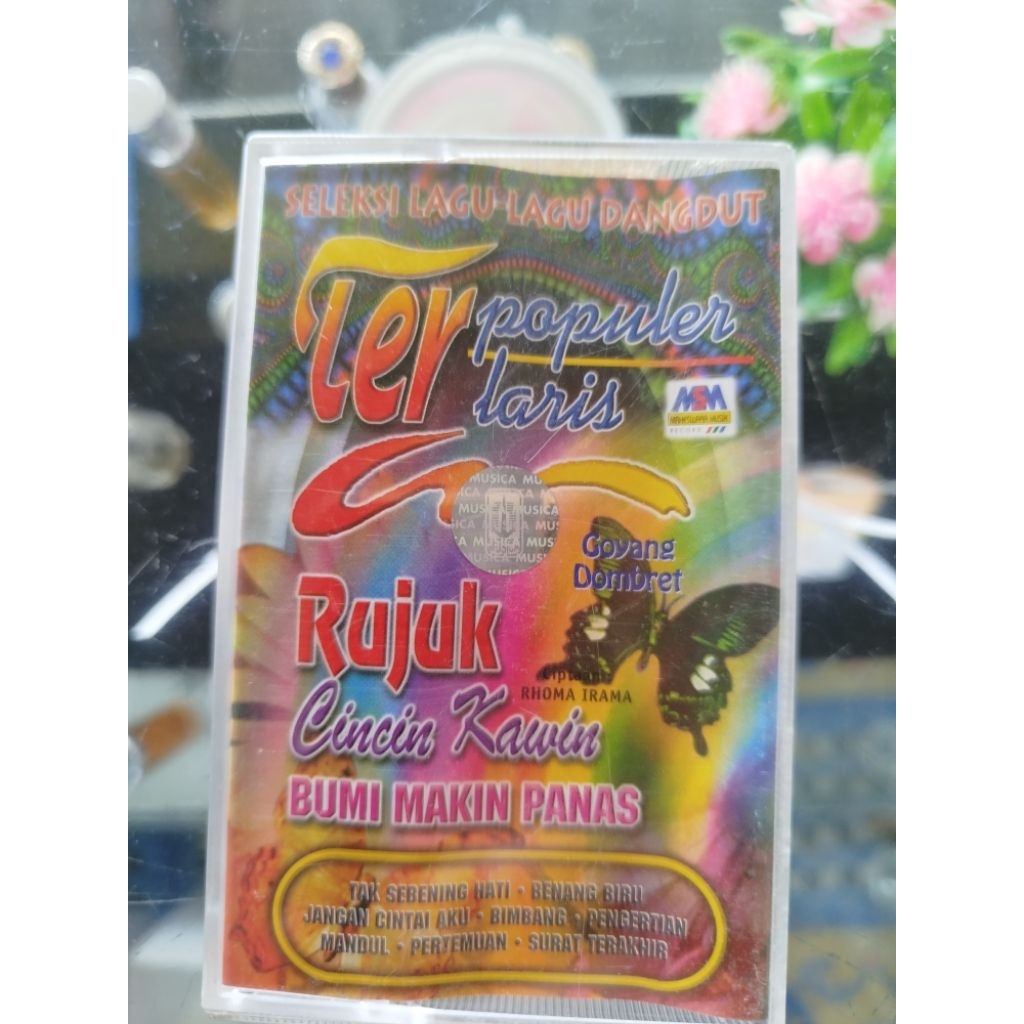 SELEKSI LAGU-LAGU DANGDUT
Ter populer
laris
MSM
RECORD
MUSICA
Goyang
Dombret
Rujuk
Ciptaan:
RHOMA IRAMA
Cincin Kawin
BUMI MAKIN PANAS
TAK SEBENING HATI • BENANG BIRU
JANGAN CINTAI AKU • BIMBANG • PENGERTIAN
MANDUL • PERTEMUAN • SURAT TERAKHIR